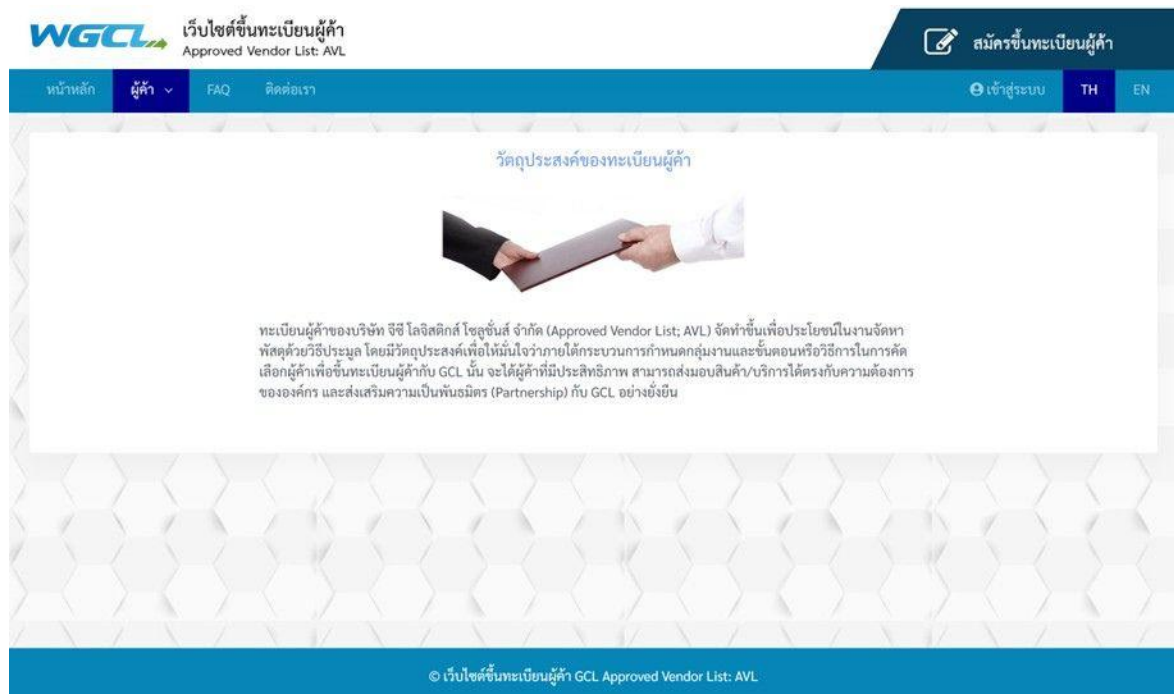 WGCL
เว็บไซต์ขึ้นทะเบียนผู้ค้า
Approved Vendor List: AVL
สมัครขึ้นทะเบียนผู้ค้า
หน้าหลัก ผู้ค้า FAQ ติดต่อเรา เข้าสู่ระบบ TH EN
วัตถุประสงค์ของทะเบียนผู้ค้า
ทะเบียนผู้ค้าของบริษัท จีซี โลจิสติกส์ โซลูชั่นส์ จำกัด (Approved Vendor List; AVL) จัดทำขึ้นเพื่อประโยชน์ในงานจัดหา
พัสดุด้วยวิธีประมูล โดยมีวัตถุประสงค์เพื่อให้มั่นใจว่าภายใต้กระบวนการกำหนดกลุ่มงานและขั้นตอนหรือวิธีการในการคัด
เลือกผู้ค้าเพื่อขึ้นทะเบียนผู้ค้ากับ GCL นั้น จะได้ผู้ค้าที่มีประสิทธิภาพ สามารถส่งมอบสินค้า/บริการได้ตรงกับความต้องการ
ขององค์กร และส่งเสริมความเป็นพันธมิตร (Partnership) กับ GCL อย่างยั่งยืน
© เว็บไซต์ขึ้นทะเบียนผู้ค้า GCL Approved Vendor List: AVL